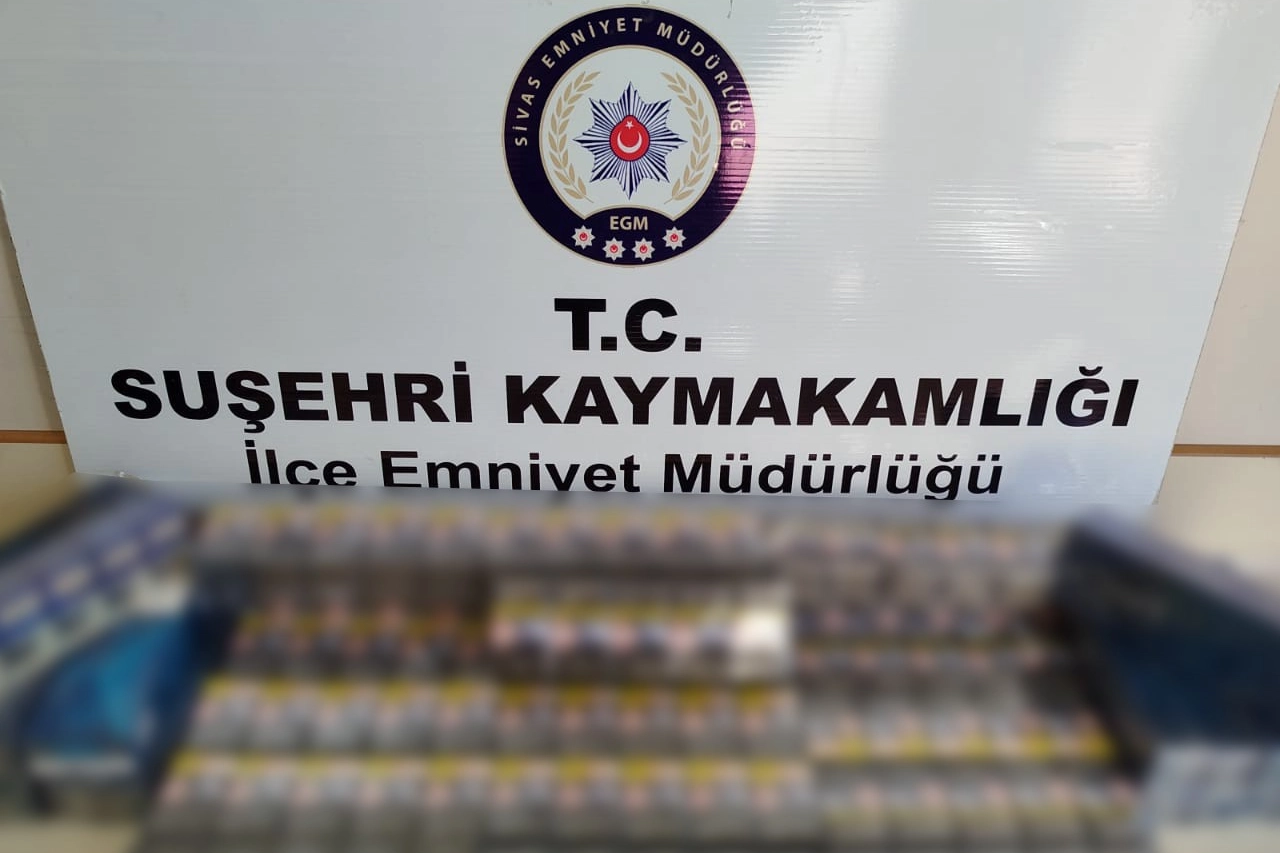 SİVAS EMNİYET MÜDÜRLÜĞÜ
EGM
T.C.
SUŞEHRİ KAYMAKAMLIĞI
İlçe Emniyet Müdürlüğü